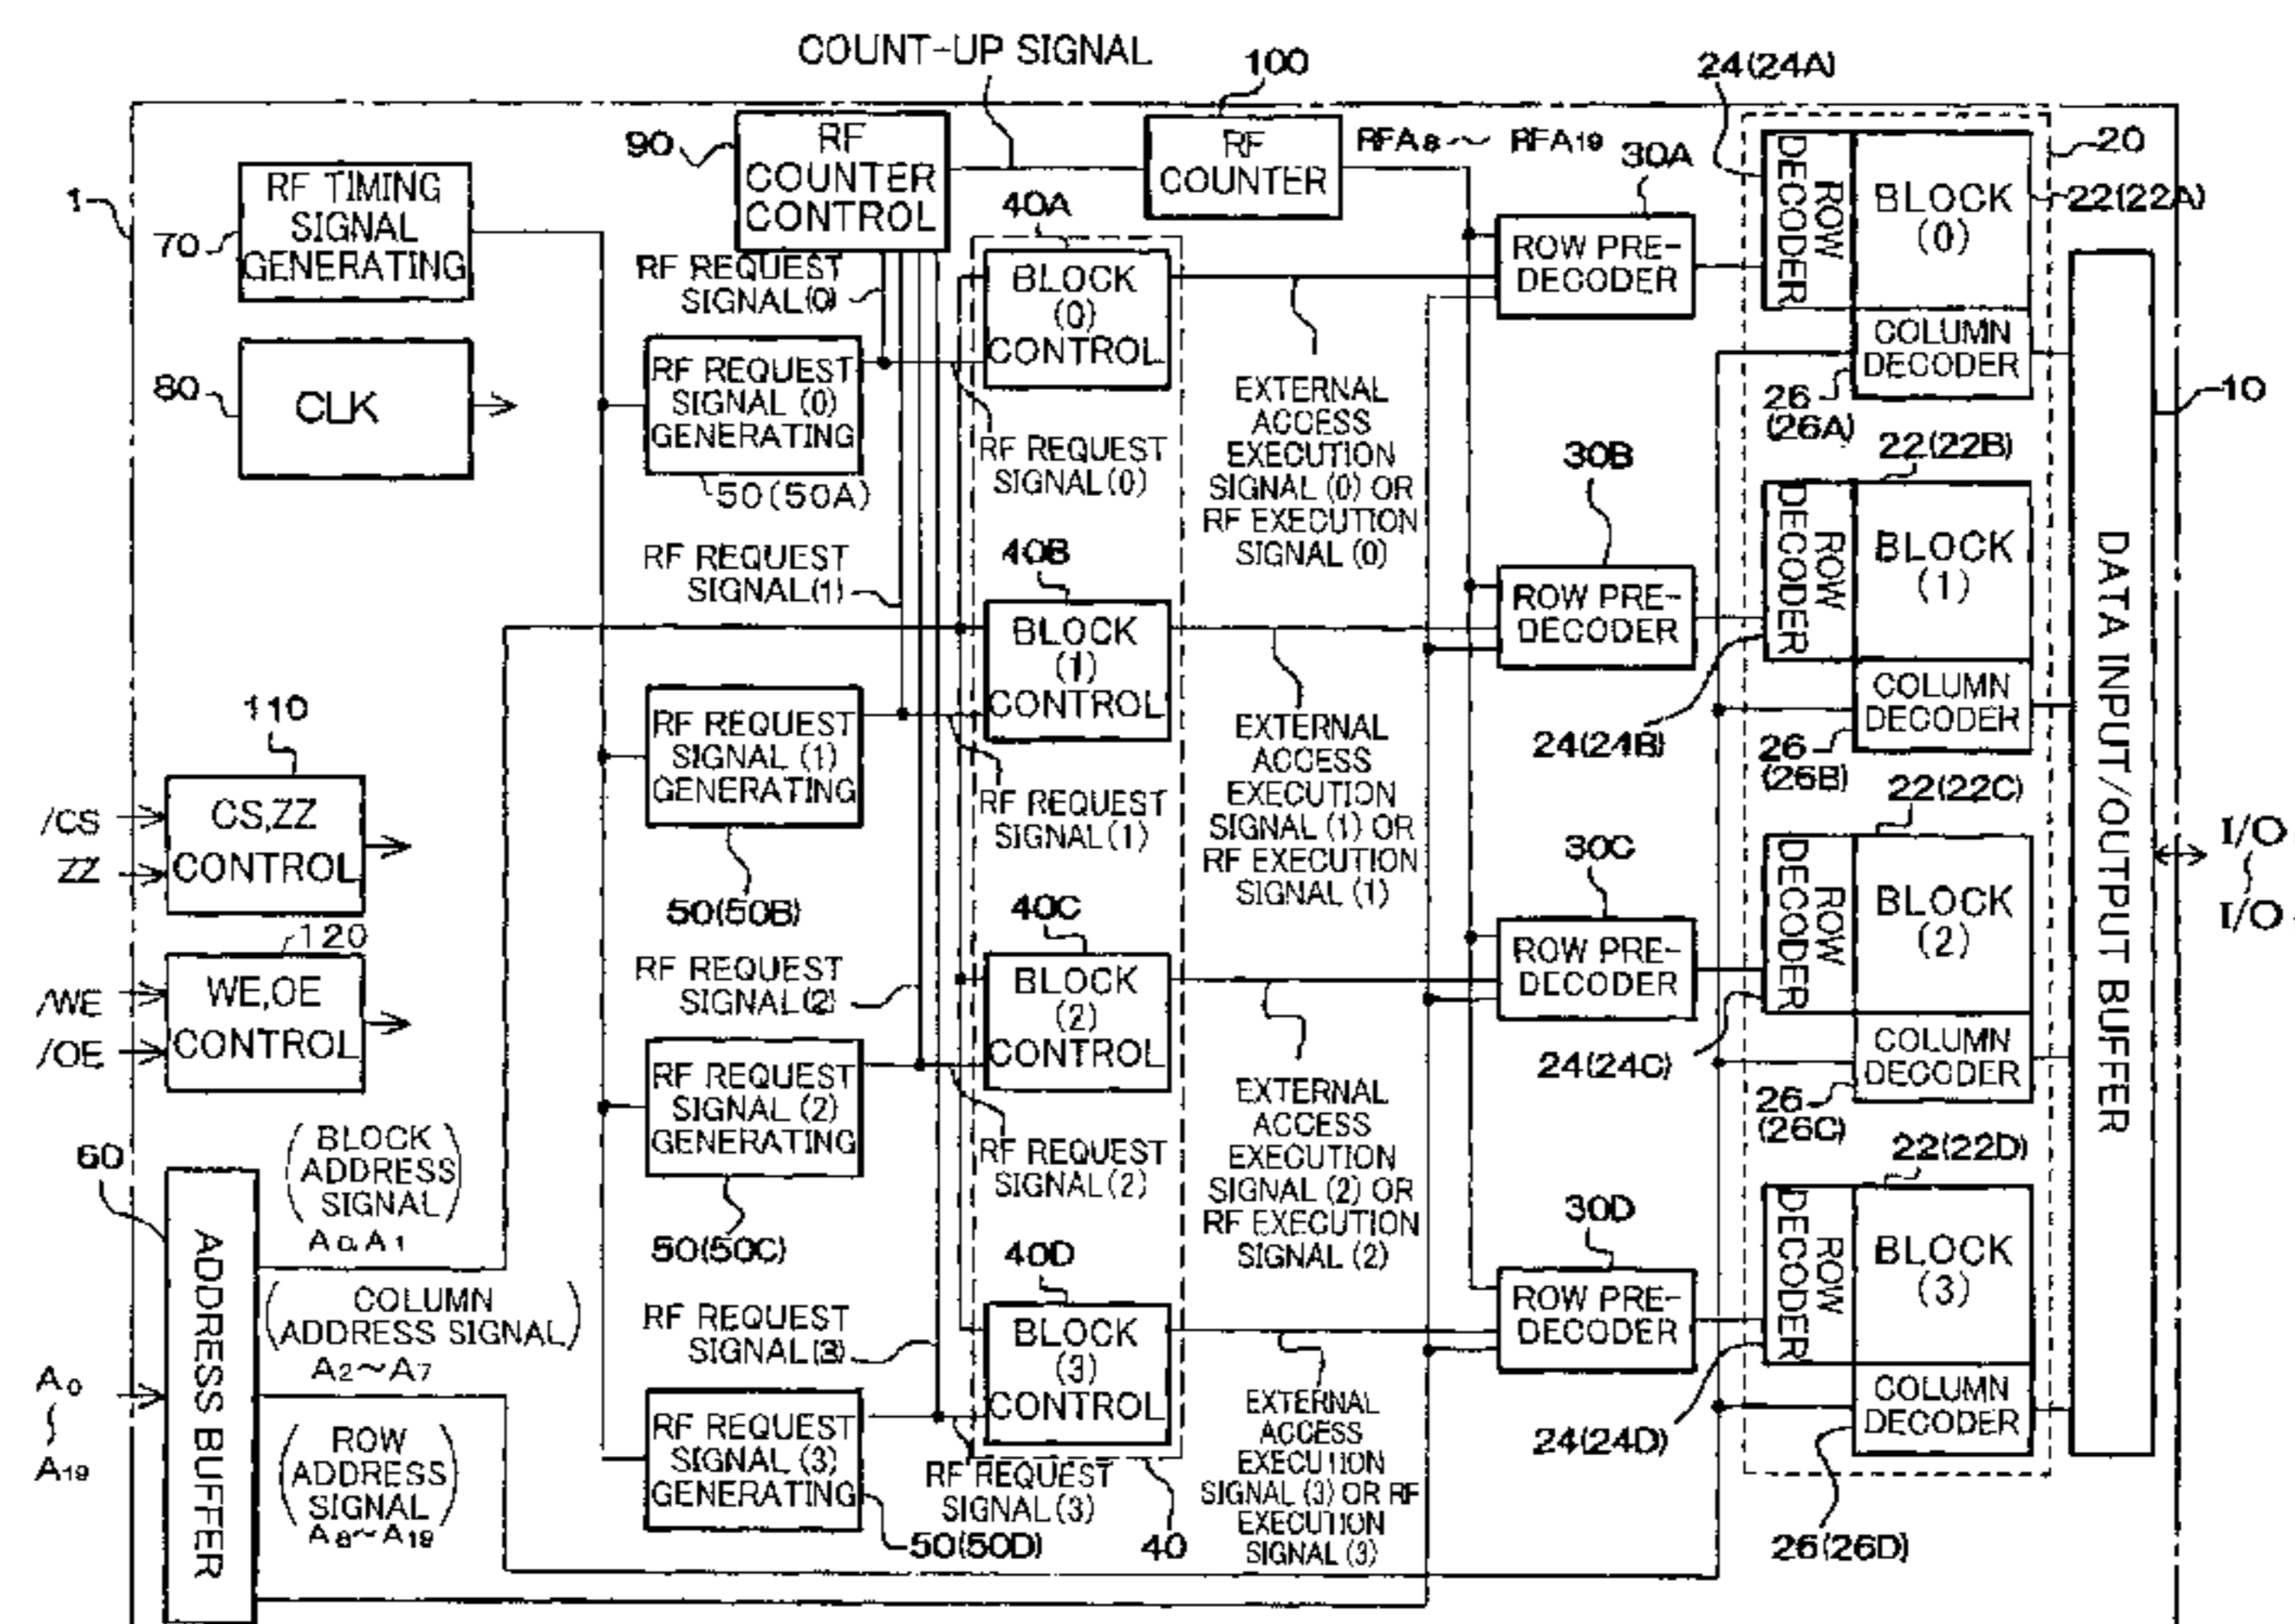 COUNT-UP SIGNAL
100
24(24A)
90
RF
COUNTER
CONTROL
RF
COUNTER
RFA8~ RFA19
30A
20
1
RF TIMING
SIGNAL
GENERATING
70
40A
ROW
DECODER
BLOCK
(0)
22(22A)
RF REQUEST
SIGNAL(0)
BLOCK
(0)
CONTROL
ROW PRE-
DECODER
COLUMN
DECODER
80
CLK
RF REQUEST
SIGNAL (0)
GENERATING
50(50A)
RF REQUEST
SIGNAL(0)
EXTERNAL
ACCESS
EXECUTION
SIGNAL(0) OR
RF EXECUTION
SIGNAL(0)
26
(26A)
10
22(22B)
30B
RF REQUEST
SIGNAL(1)
40B
BLOCK
(1)
CONTROL
ROW PRE-
DECODER
ROW
DECODER
BLOCK
(1)
COLUMN
DECODER
DATA INPUT/OUTPUT BUFFER
110
/CS
ZZ
CS,ZZ
CONTROL
RF REQUEST
SIGNAL (1)
GENERATING
50(50B)
RF REQUEST
SIGNAL(1)
EXTERNAL
ACCESS
EXECUTION
SIGNAL(1) OR
RF EXECUTION
SIGNAL(1)
24(24B)
26
(26B)
22(22C)
30C
I/O
I/O
120
/WE
/OE
WE,OE
CONTROL
RF REQUEST
SIGNAL(2)
40C
BLOCK
(2)
CONTROL
ROW PRE-
DECODER
ROW
DECODER
BLOCK
(2)
COLUMN
DECODER
RF REQUEST
SIGNAL (2)
GENERATING
50(50C)
RF REQUEST
SIGNAL(2)
EXTERNAL
ACCESS
EXECUTION
SIGNAL(2) OR
RF EXECUTION
SIGNAL(2)
24(24C)
26
(26C)
22(22D)
30D
60
BLOCK
ADDRESS
SIGNAL
A0,A1
ADDRESS BUFFER
COLUMN
ADDRESS SIGNAL
A2~A7
A0
A19
ROW
ADDRESS
SIGNAL
A8~A19
RF REQUEST
SIGNAL(3)
40D
BLOCK
(3)
CONTROL
ROW PRE-
DECODER
ROW
DECODER
BLOCK
(3)
COLUMN
DECODER
RF REQUEST
SIGNAL (3)
GENERATING
50(50D)
RF REQUEST
SIGNAL(3)
40
EXTERNAL
ACCESS
EXECUTION
SIGNAL(3) OR RF
EXECUTION
SIGNAL(3)
24(24D)
26(26D)